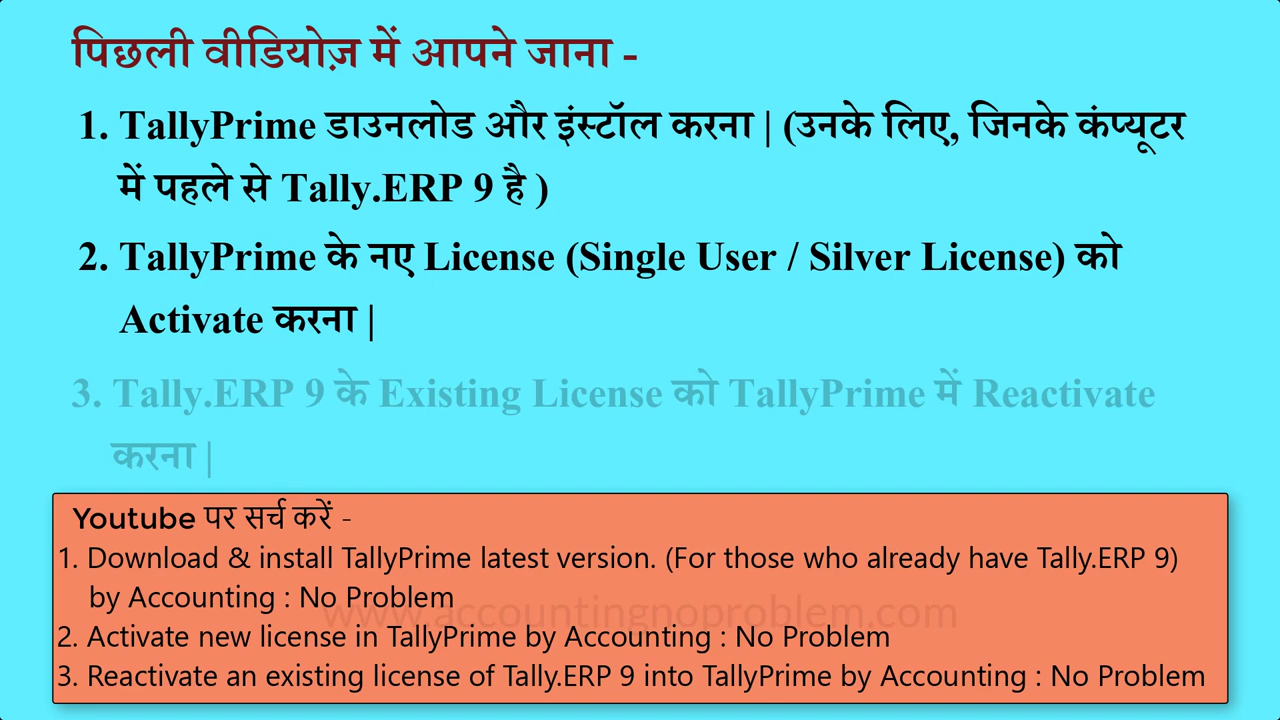 पिछली वीडियोज़ में आपने जाना -
1. TallyPrime डाउनलोड और इंस्टॉल करना | (उनके लिए, जिनके कंप्यूटर
में पहले से Tally.ERP 9 है )
2. TallyPrime के नए License (Single User / Silver License) को
Activate करना |
3. Tally.ERP 9 के Existing License को TallyPrime में Reactivate
करना |
Youtube पर सर्च करें -
1. Download & install TallyPrime latest version. (For those who already have Tally.ERP 9)
by Accounting : No Problem
www.accountingnoproblem.com
2. Activate new license in TallyPrime by Accounting : No Problem
3. Reactivate an existing license of Tally.ERP 9 into TallyPrime by Accounting : No Problem